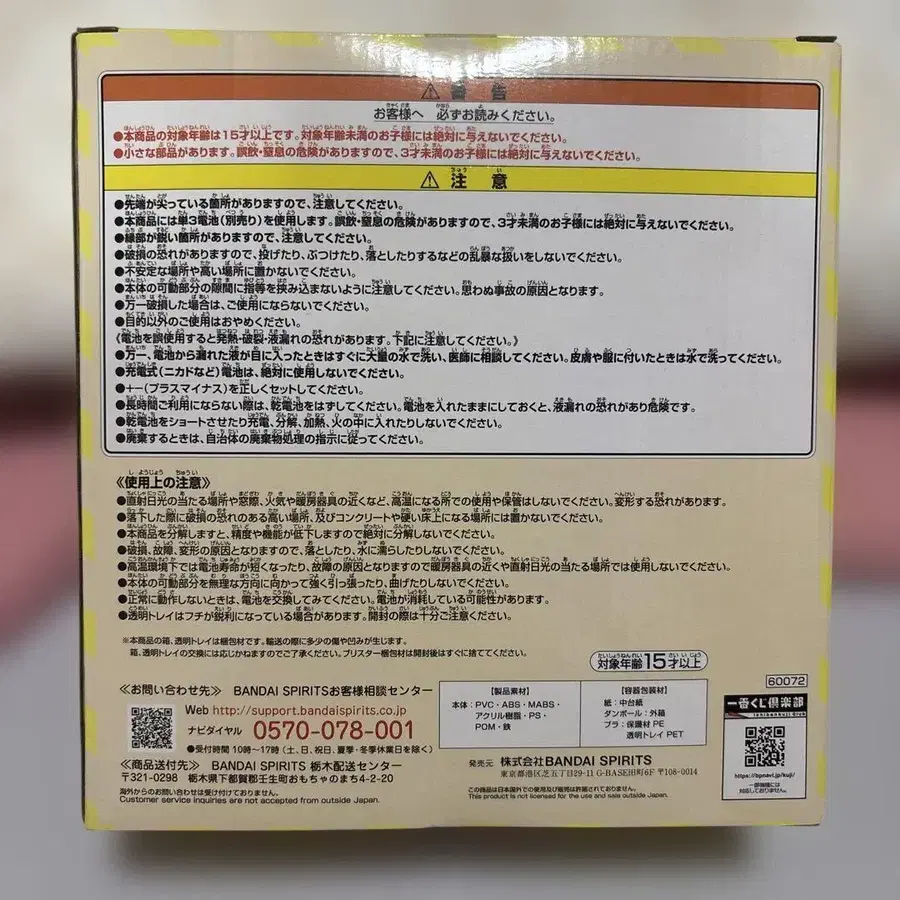 ⚠警告
お客様へ 必ずお読みください。
●本商品の対象年齢は15才以上です。対象年齢未満のお子様には絶対に与えないでください。
●小さな部品があります。誤飲・窒息の危険がありますので、3才未満のお子様には絶対に与えないでください。
⚠注意
●先端が尖っている箇所がありますので、注意してください。
●本商品には単3電池(別売り)を使用します。誤飲・窒息の危険がありますので、3才未満のお子様には絶対に与えないでください。
●縁部が鋭い箇所がありますので、注意してください。
●破損の恐れがありますので、投げたり、ぶつけたり、落としたりするなどの乱暴な扱いをしないでください。
●不安定な場所や高い場所に置かないでください。
●本体の可動部分の隙間に指等を挟み込まないように注意してください。思わぬ事故の原因となります。
●万一破損した場合は、ご使用にならないでください。
●目的以外のご使用はおやめください。
《電池を誤使用すると発熱・破裂・液漏れの恐れがあります。下記に注意してください。》
●万一、電池から漏れた液が目に入ったときはすぐに大量の水で洗い、医師に相談してください。皮膚や服に付いたときは水で洗ってください。
●充電式(ニカドなど)電池は、絶対に使用しないでください。
●+-(プラスマイナス)を正しくセットしてください。
●長時間ご利用にならない際は、乾電池をはずしてください。電池を入れたままにしておくと、液漏れの恐れがあり危険です。
●乾電池をショートさせたり充電、分解、加熱、火の中に入れたりしないでください。
●廃棄するときは、自治体の廃棄物処理の指示に従ってください。
《使用上の注意》
●直射日光の当たる場所や窓際、火気や暖房器具の近くなど、高温になる所での使用や保管はしないでください。変形する恐れがあります。
●落下した際に破損の恐れのある高い場所、及びコンクリートや硬い床上になる場所には置かないでください。
●本商品を分解しますと、精度や機能が低下しますので絶対に分解しないでください。
●破損、故障、変形の原因となりますので、落としたり、水に濡らしたりしないでください。
●高温環境下では電池寿命が短くなったり、故障の原因となりますので暖房器具の近くや直射日光の当たる場所では使用しないでください。
●本体の可動部分を無理な方向に向かって強く引っ張ったり、曲げたりしないでください。
●正常に動作しないときは、電池を交換してみてください。電池が消耗している可能性があります。
●透明トレイはフチが鋭利になっている場合があります。開封の際は十分ご注意ください。
※本商品の箱、透明トレイは梱包材です。輸送の際に多少の傷や凹みが生じます。
箱、透明トレイの交換には応じかねますのでご了承ください。ブリスター梱包材は開封後はすぐに捨ててください。
対象年齢15才以上
60072
≪お問い合わせ先≫ BANDAI SPIRITSお客様相談センター
Web http://support.bandaispirits.co.jp
ナビダイヤル 0570-078-001
●受付時間 10時~17時(土、日、祝日、夏季・冬季休業日を除く)
≪商品送付先≫ BANDAI SPIRITS 栃木配送センター
〒321-0298 栃木県下都賀郡壬生町おもちゃのまち4-2-20
海外からのお問い合わせは受け付けておりません。
Customer service inquiries are not accepted from outside Japan.
【製品素材】
本体:PVC・ABS・MABS・
アクリル樹脂・PS・
POM・鉄
【容器包装材】
紙:中台紙
ダンボール:外箱
プラ:保護材 PE
透明トレイ PET
発売元 株式会社BANDAI SPIRITS
東京都港区芝五丁目29-11 G-BASE田町6F 〒108-0014
この商品は日本国外での使用及び販売は許諾されておりません。
This product is not licensed for the use and sale outside Japan.
一番くじ倶楽部
ichibankuji Club
https://bpnavi.jp/kuji/
一部機種には
対応しておりません。